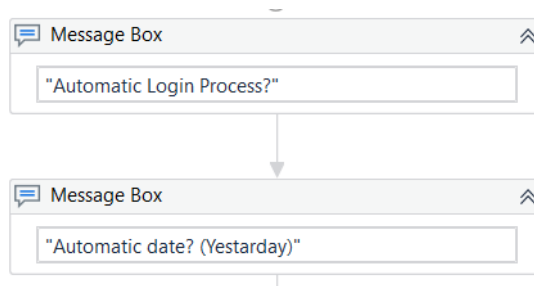 Message Box
"Automatic Login Process?"
Message Box
"Automatic date? (Yestarday)"